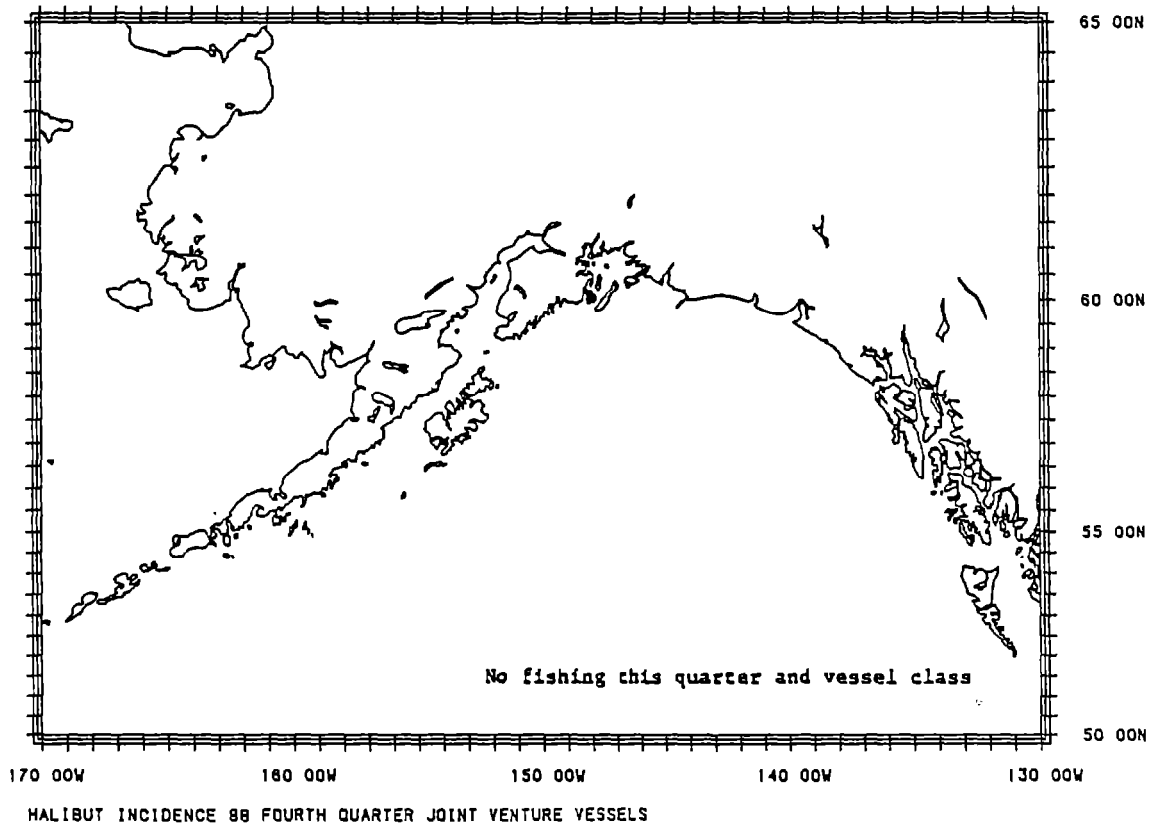 65 00N
60 00N
55 00N
No fishing this quarter and vessel class
50 00N
170 00W 160 00W 150 00W 140 00W 130 00W
HALIBUT INCIDENCE 88 FOURTH QUARTER JOINT VENTURE VESSELS